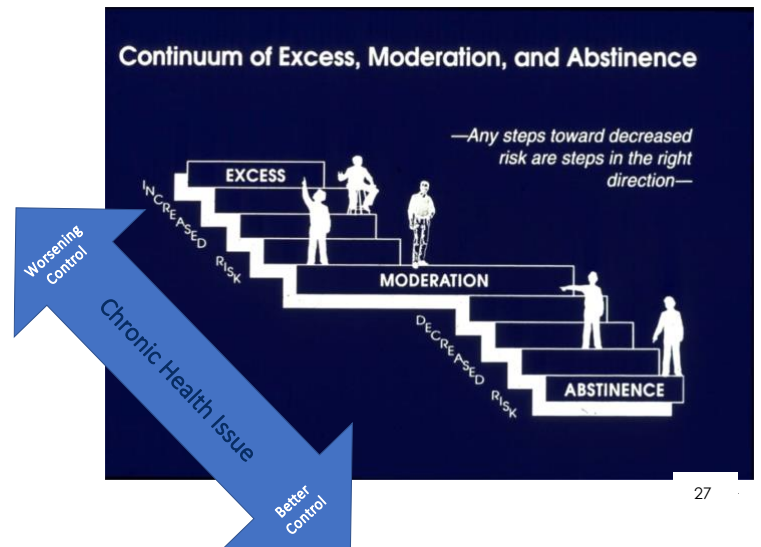 Continuum of Excess, Moderation, and Abstinence
—Any steps toward decreased
risk are steps in the right
direction—
EXCESS
INCREASED RISK
MODERATION
DECREASED RISK
ABSTINENCE
Worsening
Control
Chronic Health Issue
Better
Control
27